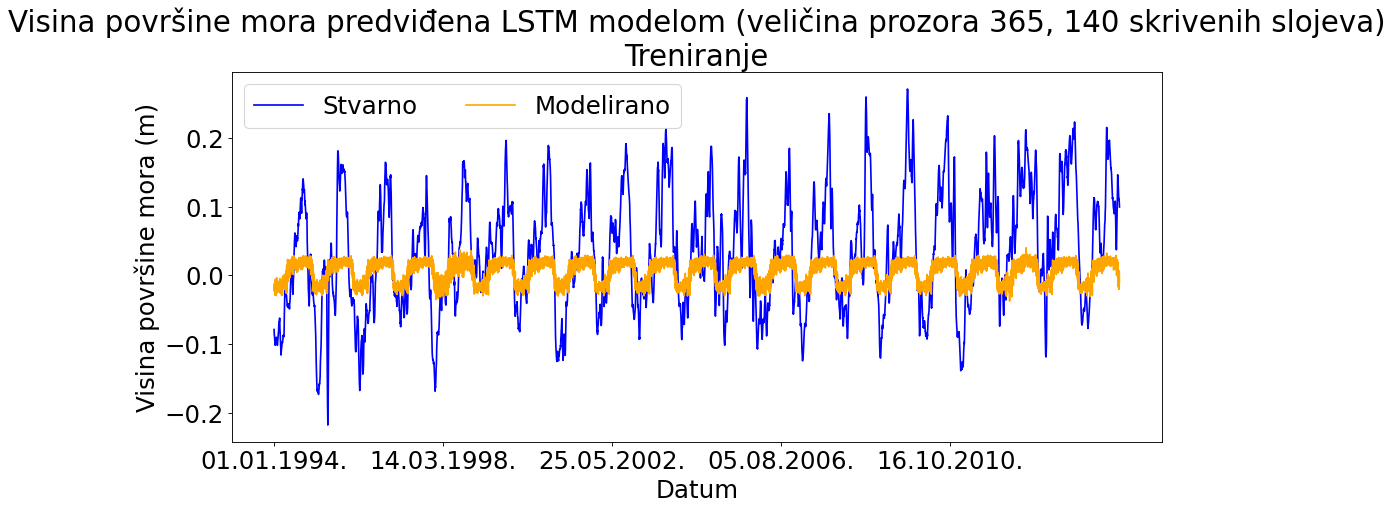 Visina površine mora predviđena LSTM modelom (veličina prozora 365, 140 skrivenih slojeva)
Treniranje
Stvarno Modelirano
Visina površine mora (m)
0.2
0.1
0.0
−0.1
−0.2
01.01.1994. 14.03.1998. 25.05.2002. 05.08.2006. 16.10.2010.
Datum